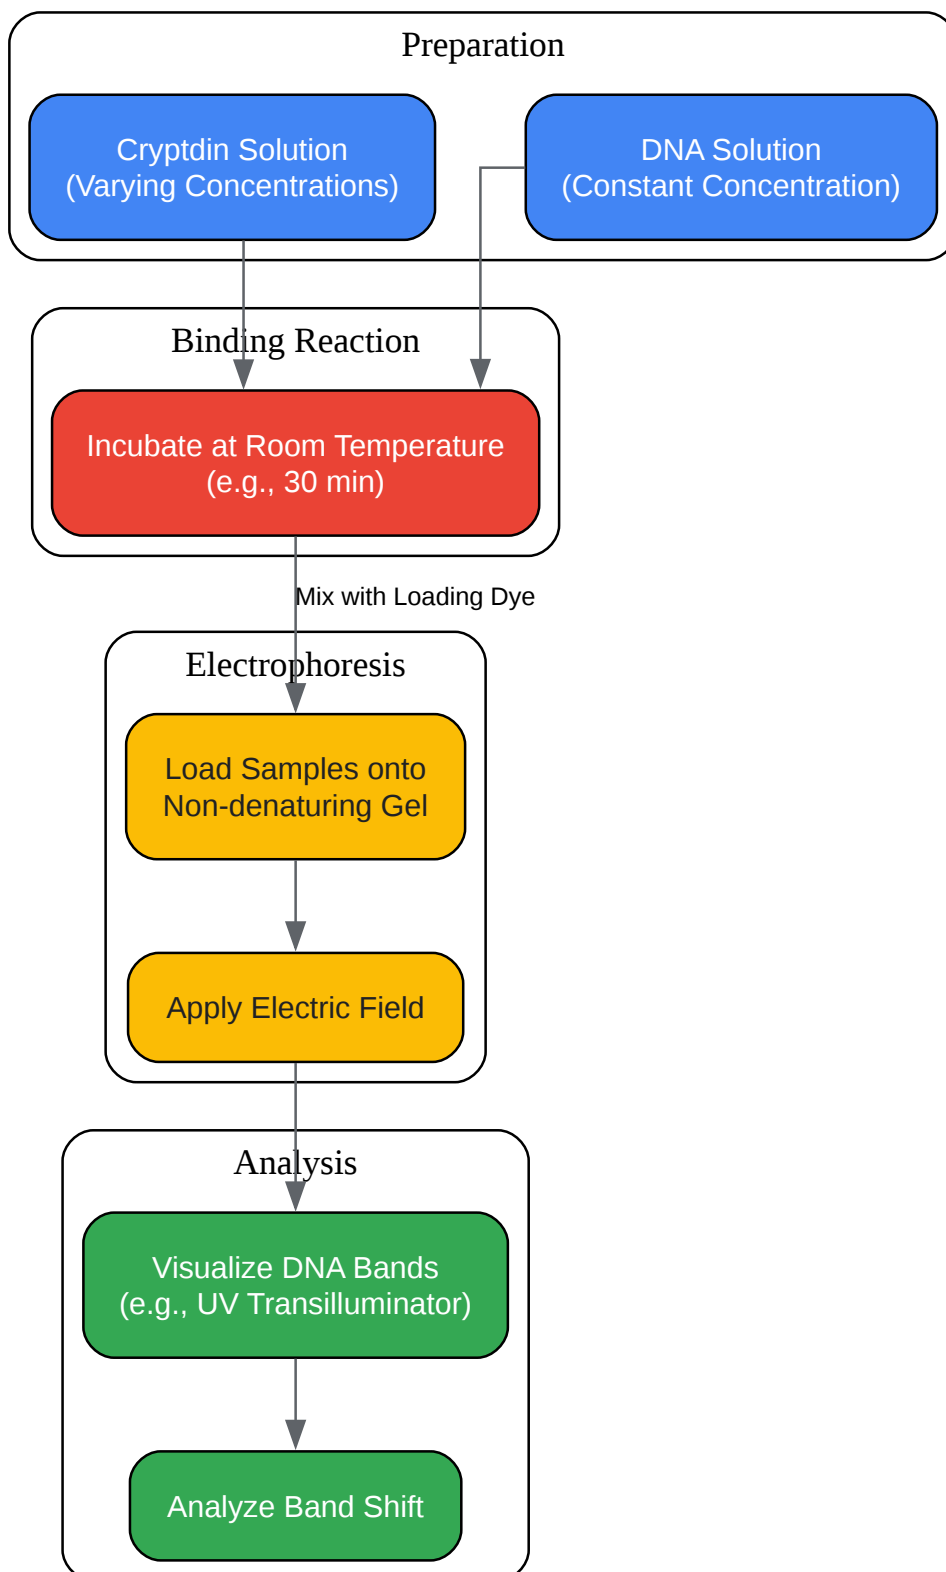 Preparation
Cryptdin Solution
(Varying Concentrations)
DNA Solution
(Constant Concentration)
Binding Reaction
Incubate at Room Temperature
(e.g., 30 min)
Mix with Loading Dye
Electrophoresis
Load Samples onto
Non-denaturing Gel
Apply Electric Field
Analysis
Visualize DNA Bands
(e.g., UV Transilluminator)
Analyze Band Shift